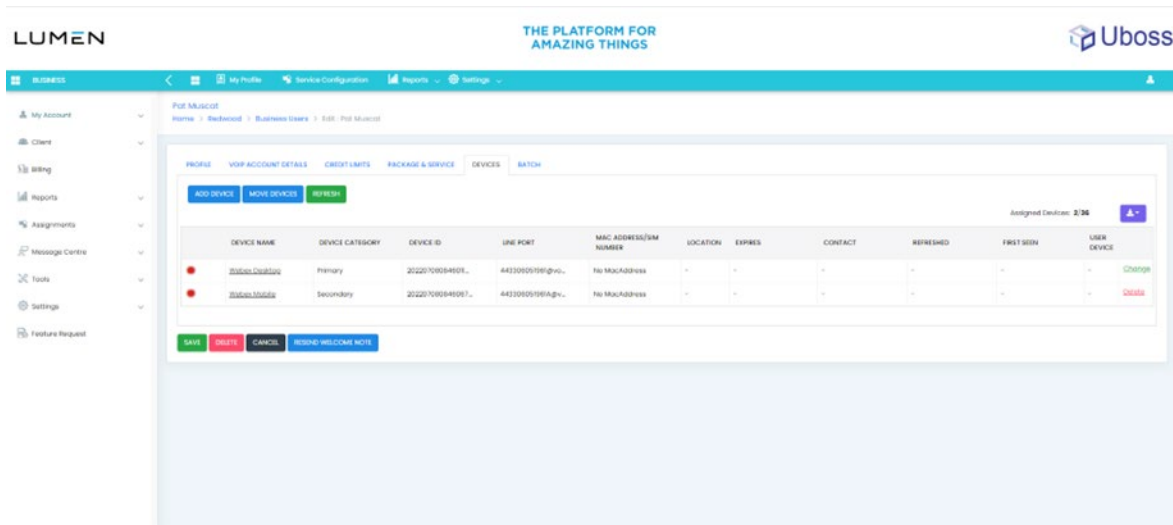 LUMEN
THE PLATFORM FOR
AMAZING THINGS
Uboss
BUSINESS
My Profile Service Configuration Reports Settings
My Account
Client
Billing
Reports
Assignments
Message Centre
Tools
Settings
Feature Request
Pat Muscat
Home > Redwood > Business Users > Edit : Pat Muscat
PROFILE VOIP ACCOUNT DETAILS CREDIT LIMITS PACKAGE & SERVICE DEVICES BATCH
ADD DEVICE MOVE DEVICES REFRESH
Assigned Devices: 2/36
DEVICE NAME DEVICE CATEGORY DEVICE ID LINE PORT MAC ADDRESS/SIM NUMBER LOCATION EXPIRES CONTACT REFRESHED FIRST SEEN USER DEVICE
Webex Desktop Primary No MacAddress - - - - - - Change
Webex Mobile Secondary No MacAddress - - - - - - Delete
SAVE DELETE CANCEL RESEND WELCOME NOTE